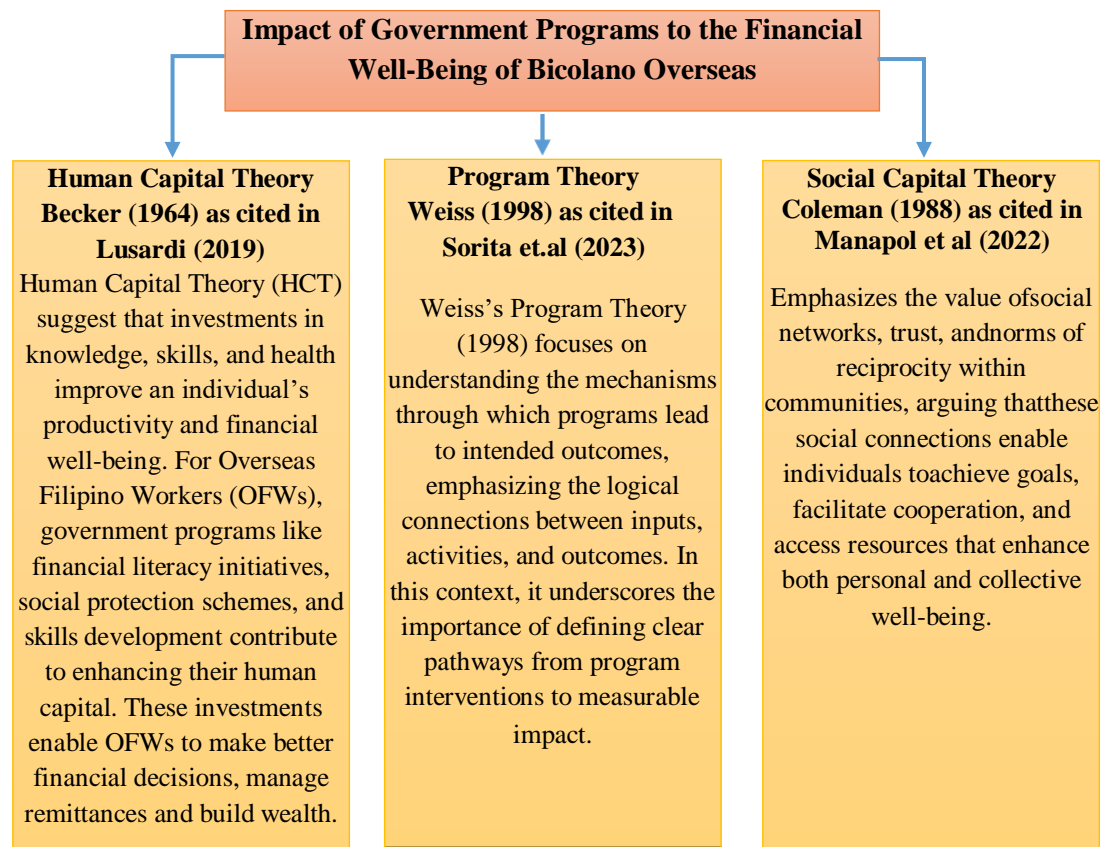 Impact of Government Programs to the Financial
Well-Being of Bicolano Overseas
Human Capital Theory
Becker (1964) as cited in
Lusardi (2019)
Human Capital Theory (HCT)
suggest that investments in
knowledge, skills, and health
improve an individual’s
productivity and financial
well-being. For Overseas
Filipino Workers (OFWs),
government programs like
financial literacy initiatives,
social protection schemes, and
skills development contribute
to enhancing their human
capital. These investments
enable OFWs to make better
financial decisions, manage
remittances and build wealth.
Program Theory
Weiss (1998) as cited in
Sorita et.al (2023)
Weiss’s Program Theory
(1998) focuses on
understanding the mechanisms
through which programs lead
to intended outcomes,
emphasizing the logical
connections between inputs,
activities, and outcomes. In
this context, it underscores the
importance of defining clear
pathways from program
interventions to measurable
impact.
Social Capital Theory
Coleman (1988) as cited in
Manapol et al (2022)
Emphasizes the value ofsocial
networks, trust, andnorms of
reciprocity within
communities, arguing thatthese
social connections enable
individuals toachieve goals,
facilitate cooperation, and
access resources that enhance
both personal and collective
well-being.